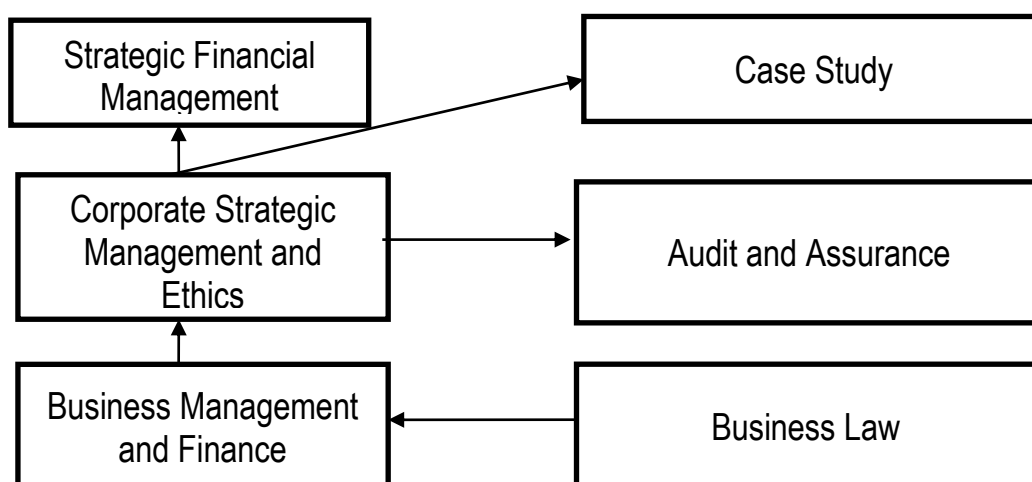 Strategic Financial
Management
Case Study
Corporate Strategic
Management and
Ethics
Audit and Assurance
Business Management
and Finance
Business Law